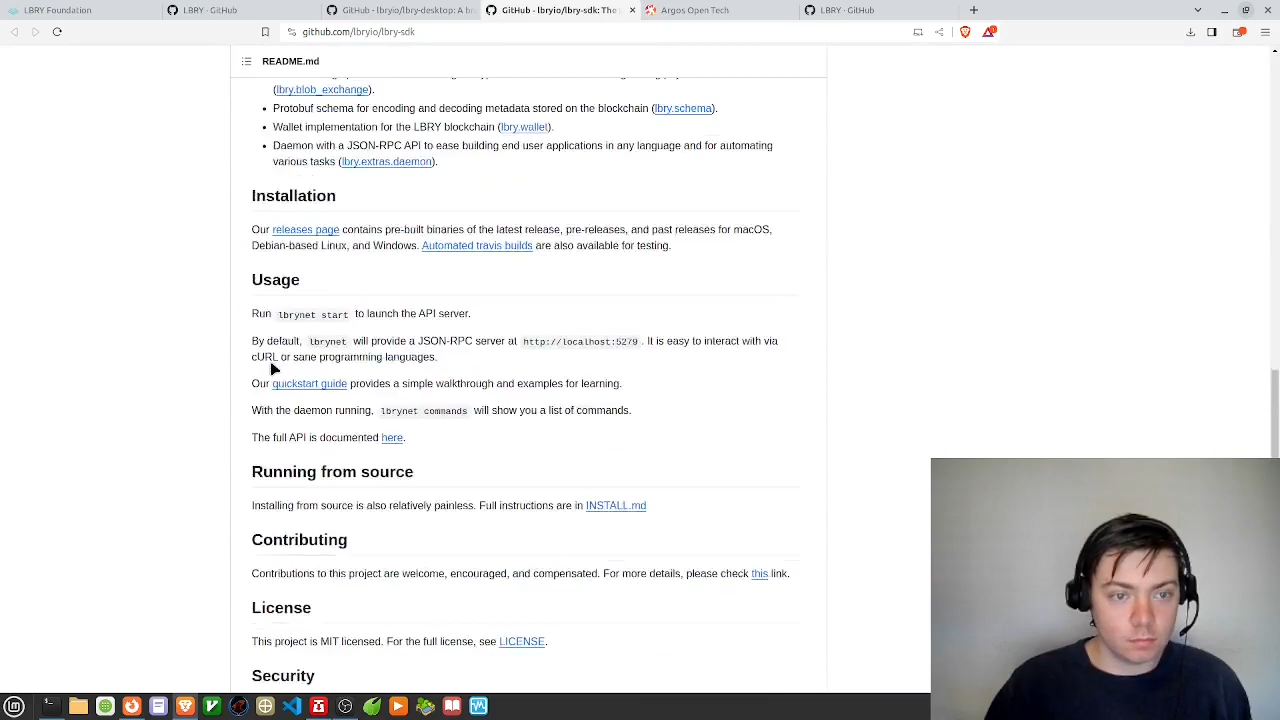 LBRY Foundation
LBRY · GitHub
GitHub - lbryio/lbry-desktop: A br
GitHub - lbryio/lbry-sdk: The
Argos Open Tech
LBRY · GitHub
github.com/lbryio/lbry-sdk
README.md
(lbry.blob_exchange).
Protobuf schema for encoding and decoding metadata stored on the blockchain (lbry.schema).
Wallet implementation for the LBRY blockchain (lbry.wallet).
Daemon with a JSON-RPC API to ease building end user applications in any language and for automating
various tasks (lbry.extras.daemon).
Installation
Our releases page contains pre-built binaries of the latest release, pre-releases, and past releases for macOS,
Debian-based Linux, and Windows. Automated travis builds are also available for testing.
Usage
Run lbrynet start to launch the API server.
By default, lbrynet will provide a JSON-RPC server at http://localhost:5279. It is easy to interact with via
cURL or sane programming languages.
Our quickstart guide provides a simple walkthrough and examples for learning.
With the daemon running, lbrynet commands will show you a list of commands.
The full API is documented here.
Running from source
Installing from source is also relatively painless. Full instructions are in INSTALL.md
Contributing
Contributions to this project are welcome, encouraged, and compensated. For more details, please check this link.
License
This project is MIT licensed. For the full license, see LICENSE.
Security